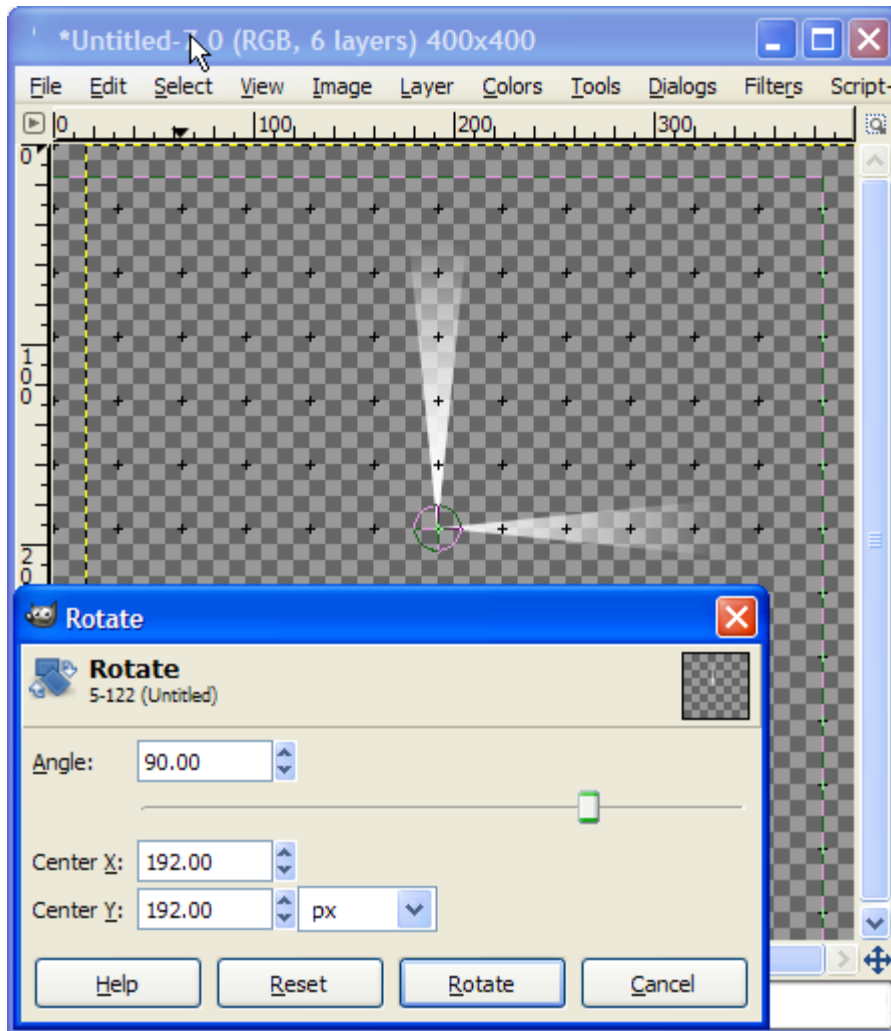 *Untitled-7.0 (RGB, 6 layers) 400x400
File Edit Select View Image Layer Colors Tools Dialogs Filters Script-
0 100 200 300
0
100
20
Rotate
Rotate
5-122 (Untitled)
Angle: 90.00
Center X: 192.00
Center Y: 192.00 px
Help Reset Rotate Cancel